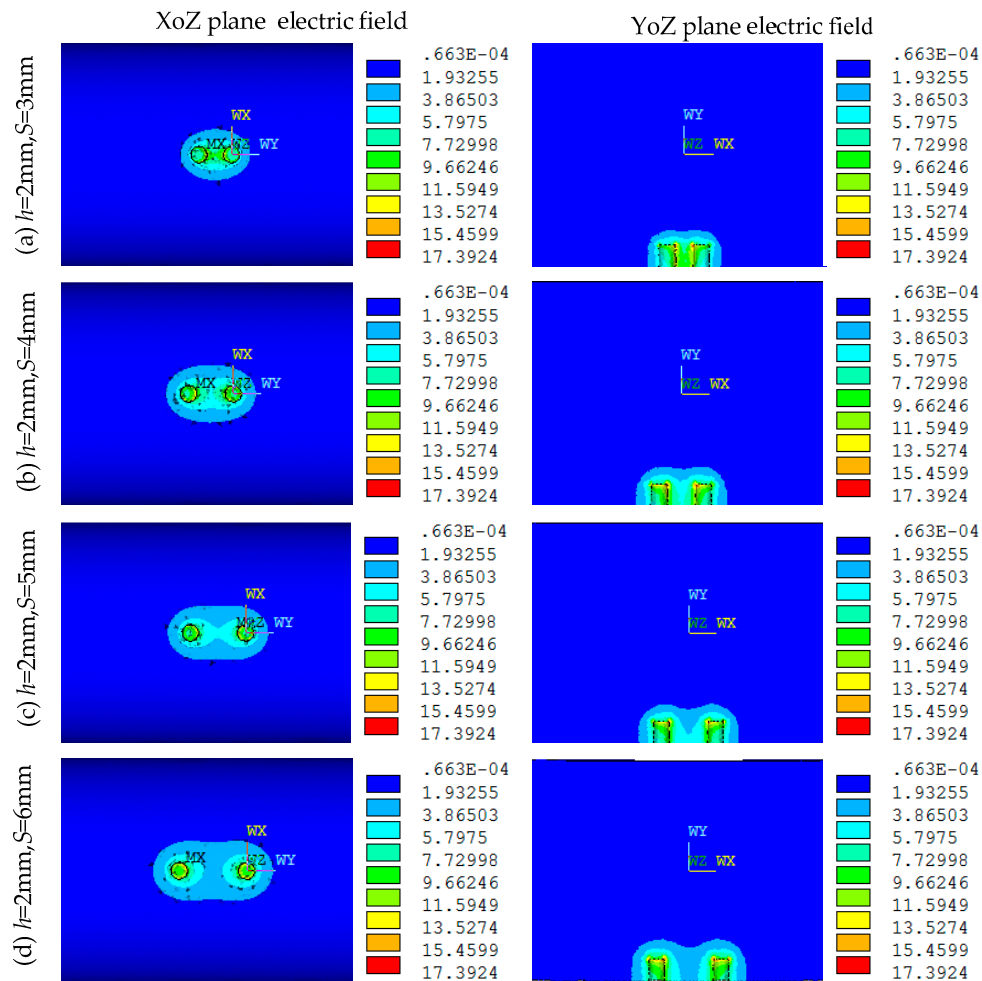 XoZ plane electric field
YoZ plane electric field
(a) h=2mm,S=3mm
WX
MX WZ WY
.663E-04
1.93255
3.86503
5.7975
7.72998
9.66246
11.5949
13.5274
15.4599
17.3924
WY
WZ WX
.663E-04
1.93255
3.86503
5.7975
7.72998
9.66246
11.5949
13.5274
15.4599
17.3924
(b) h=2mm,S=4mm
WX
MX WZ WY
.663E-04
1.93255
3.86503
5.7975
7.72998
9.66246
11.5949
13.5274
15.4599
17.3924
WY
WZ WX
.663E-04
1.93255
3.86503
5.7975
7.72998
9.66246
11.5949
13.5274
15.4599
17.3924
(c) h=2mm,S=5mm
WX
WY
.663E-04
1.93255
3.86503
5.7975
7.72998
9.66246
11.5949
13.5274
15.4599
17.3924
WY
WZ WX
.663E-04
1.93255
3.86503
5.7975
7.72998
9.66246
11.5949
13.5274
15.4599
17.3924
(d) h=2mm,S=6mm
WX
MX WZ WY
.663E-04
1.93255
3.86503
5.7975
7.72998
9.66246
11.5949
13.5274
15.4599
17.3924
WY
WZ WX
.663E-04
1.93255
3.86503
5.7975
7.72998
9.66246
11.5949
13.5274
15.4599
17.3924